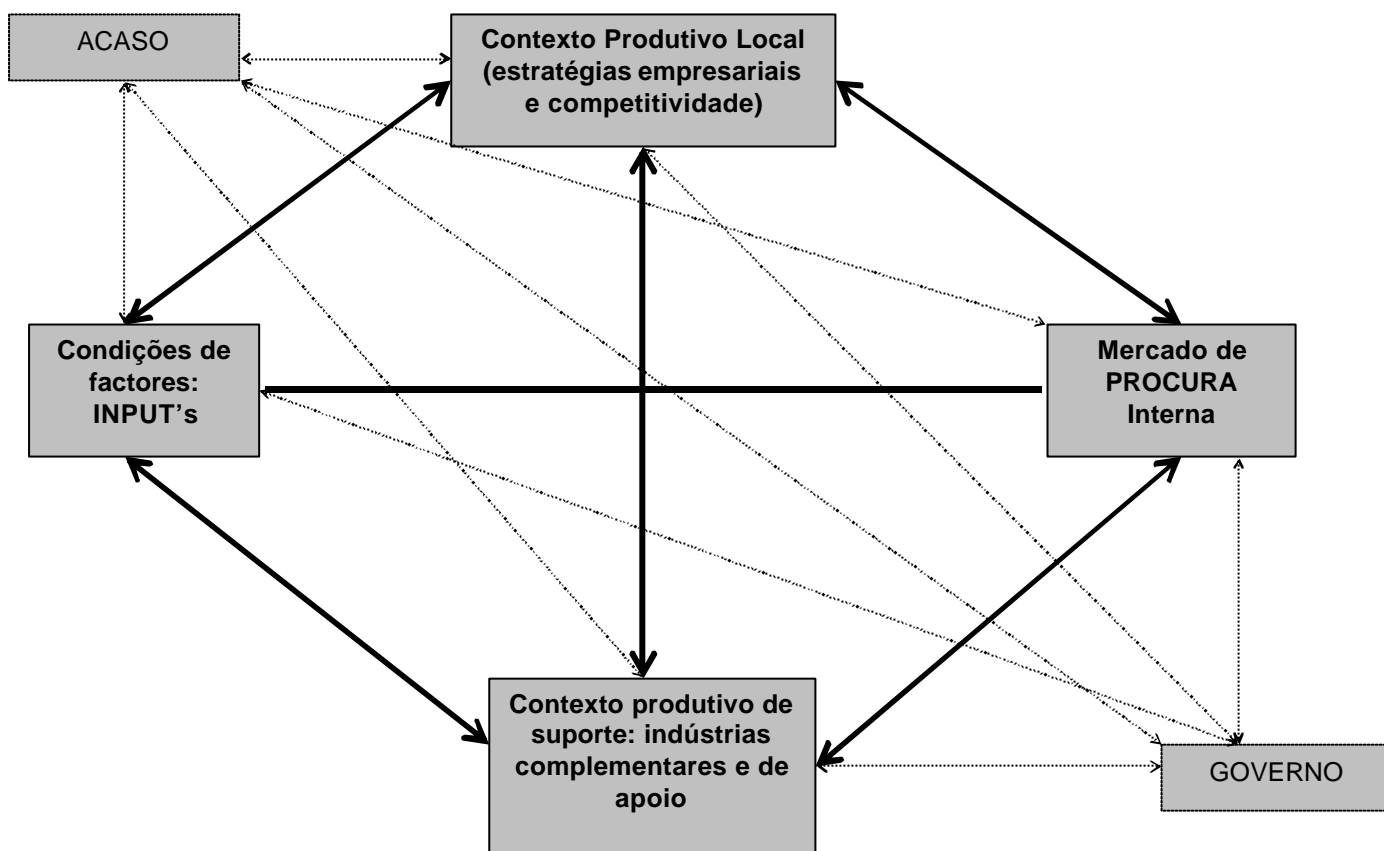 ACASO
Contexto Produtivo Local
(estratégias empresariais
e competitividade)
Condições de
factores:
INPUT’s
Mercado de
PROCURA
Interna
Contexto produtivo de
suporte: indústrias
complementares e de
apoio
GOVERNO